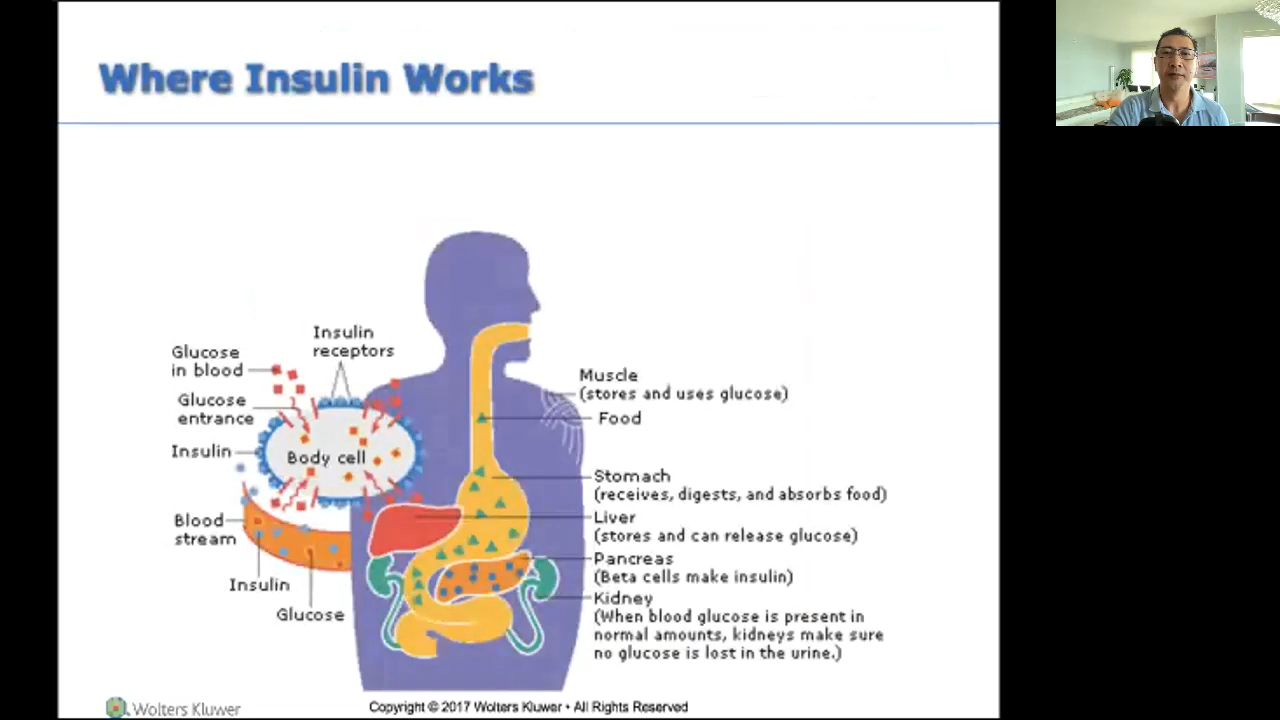 Where Insulin Works
Insulin
receptors
Glucose
in blood
Glucose
entrance
Insulin
Body cell
Blood
stream
Insulin
Glucose
Muscle
(stores and uses glucose)
Food
Stomach
(receives, digests, and absorbs food)
Liver
(stores and can release glucose)
Pancreas
(Beta cells make insulin)
Kidney
(When blood glucose is present in
normal amounts, kidneys make sure
no glucose is lost in the urine.)
Wolters Kluwer
Copyright © 2017 Wolters Kluwer • All Rights Reserved